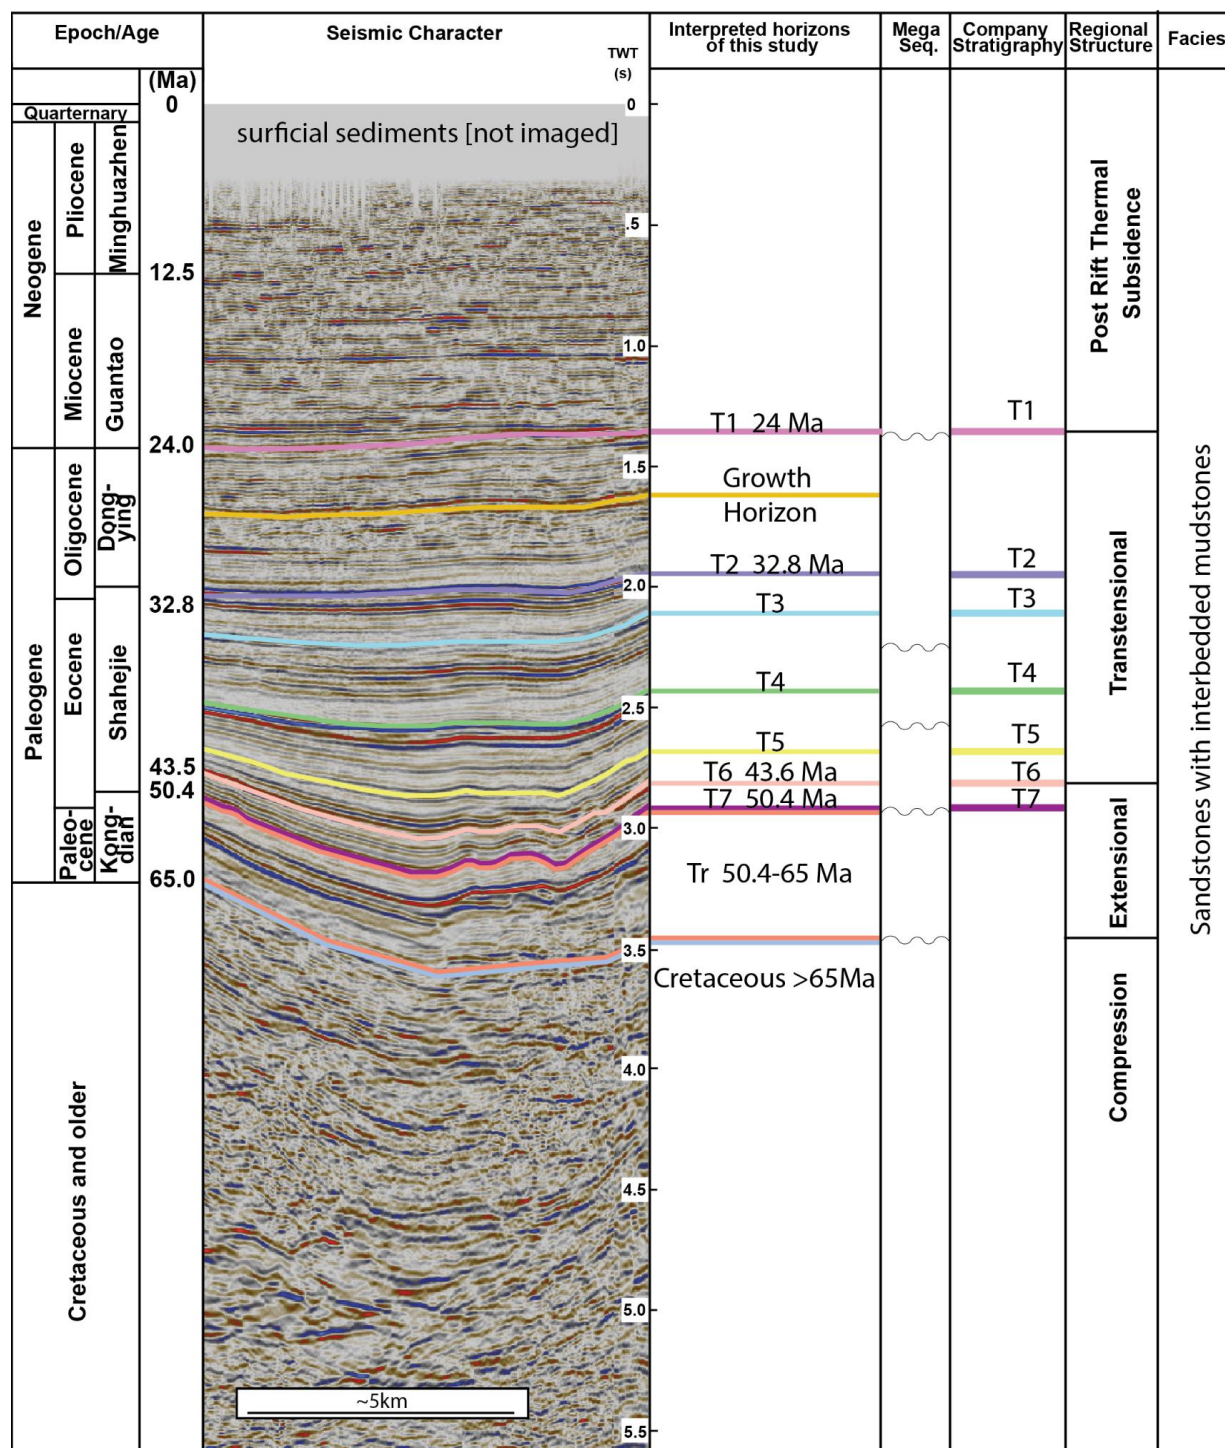 Epoch/Age
Seismic Character
Interpreted horizons
of this study
Mega
Seq.
Company
Stratigraphy
Regional
Structure
Facies
TWT
(s)
(Ma)
0
Quarternary
surficial sediments [not imaged]
0
Neogene
Pliocene
Minghuazhen
.5
Post Rift Thermal
Subsidence
12.5
Miocene
Guantao
1.0
T1 24 Ma
T1
24.0
1.5
Growth
Horizon
Paleogene
Oligocene
Dong-
ying
T2 32.8 Ma
T2
2.0
32.8
T3
T3
Transtensional
Sandstones with interbedded mudstones
Eocene
Shahejie
T4
T4
2.5
T5
T5
43.5
T6 43.6 Ma
T6
50.4
T7 50.4 Ma
T7
Paleo-
cene
Kong-
dian
3.0
65.0
Tr 50.4-65 Ma
Extensional
3.5
Cretaceous >65Ma
Cretaceous and older
4.0
Compression
4.5
5.0
~5km
5.5